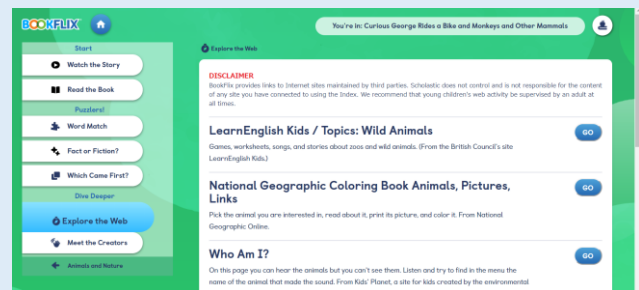 BOOKFLIX
You're in: Curious George Rides a Bike and Monkeys and Other Mammals
Start
Watch the Story
Read the Book
Puzzlers!
Word Match
Fact or Fiction?
Which Came First?
Dive Deeper
Explore the Web
Meet the Creators
Animals and Nature
Explore the Web
DISCLAIMER
BookFlix provides links to Internet sites maintained by third parties. Scholastic does not control and is not responsible for the content
of any site you have connected to using the Index. We recommend that young children's web activity be supervised by an adult at
all times.
LearnEnglish Kids / Topics: Wild Animals
GO
Games, worksheets, songs, and stories about zoos and wild animals. (From the British Council's site
LearnEnglish Kids.)
National Geographic Coloring Book Animals, Pictures,
Links
GO
Pick the animal you are interested in, read about it, print its picture, and color it. From National
Geographic Online.
Who Am I?
GO
On this page you can hear the animals but you can't see them. Listen and try to find in the menu the
name of the animal that made the sound. From Kids' Planet, a site for kids created by the environmental